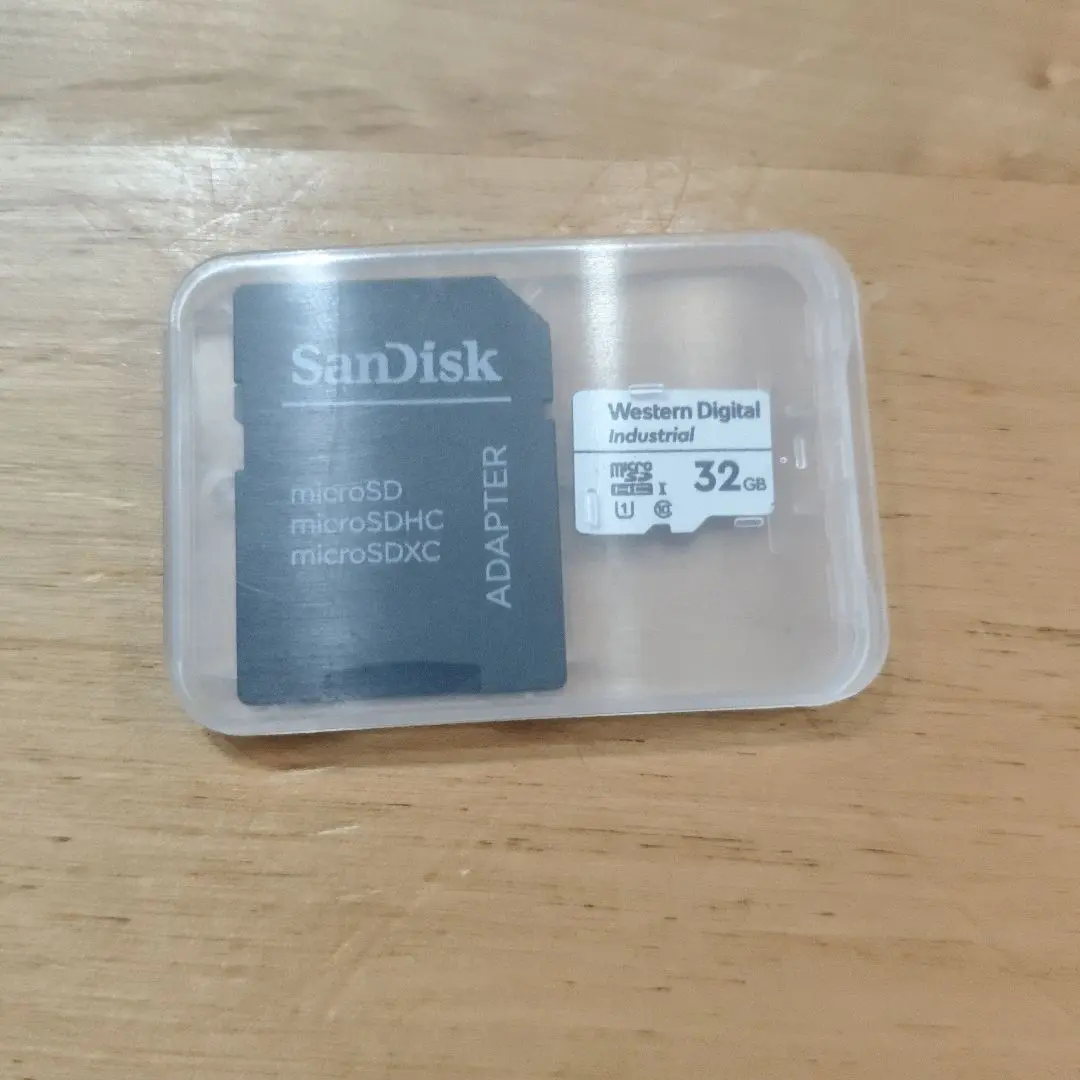 SanDisk
microSD
microSDHC
microSDXC
ADAPTER
Western Digital
Industrial
micro
SD
HC I
32GB
1
10